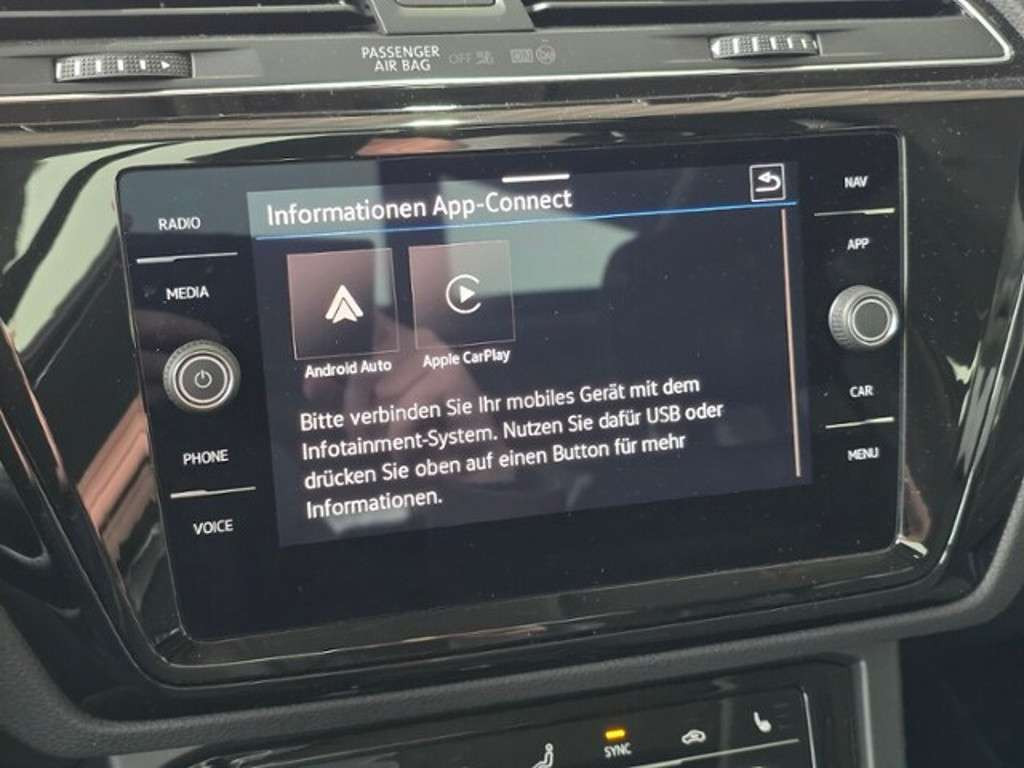 PASSENGER
AIR BAG
OFF
Informationen App-Connect
RADIO
MEDIA
PHONE
VOICE
NAV
APP
CAR
MENU
Android Auto
Apple CarPlay
Bitte verbinden Sie Ihr mobiles Gerät mit dem
Infotainment-System. Nutzen Sie dafür USB oder
drücken Sie oben auf einen Button für mehr
Informationen.
SYNC